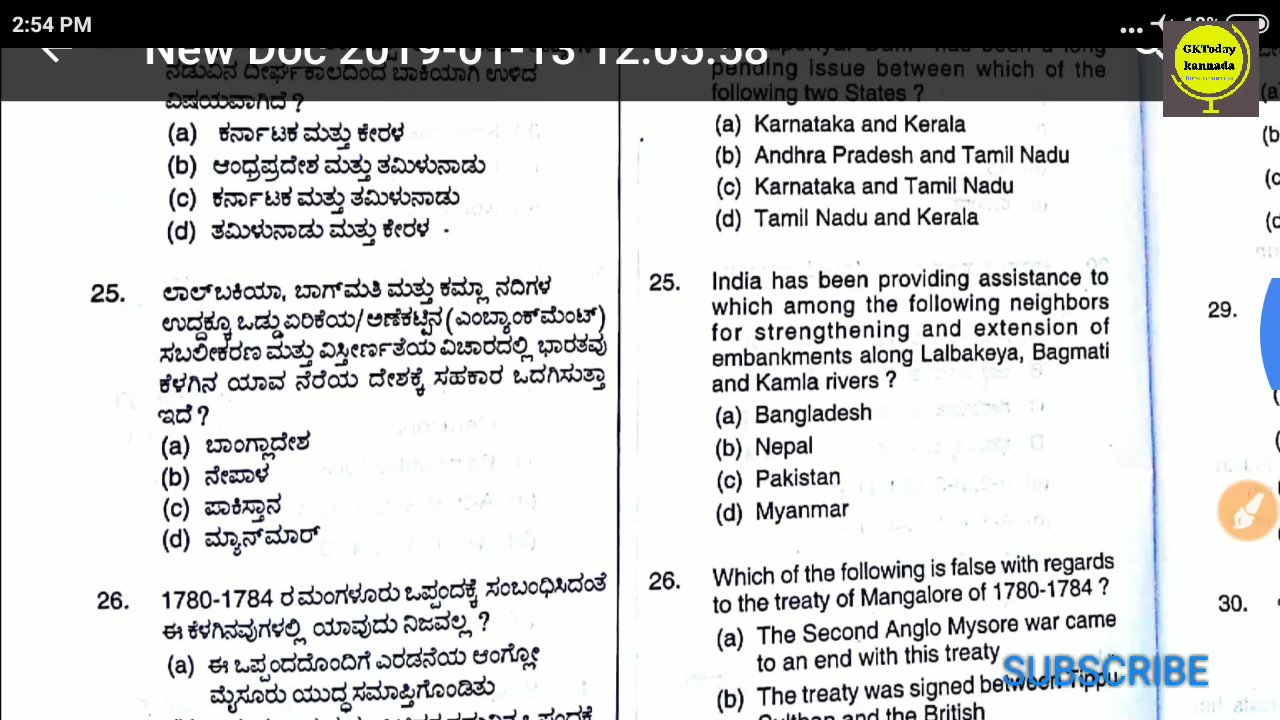 2:54 PM
New Doc 2019-01-13 12.05.58
GKToday
kannada
ನಡುವಿನ ದೀರ್ಘಕಾಲದಿಂದ ಬಾಕಿಯಾಗಿ ಉಳಿದ
ವಿಷಯವಾಗಿದೆ ?
(a) ಕರ್ನಾಟಕ ಮತ್ತು ಕೇರಳ
(b) ಆಂಧ್ರಪ್ರದೇಶ ಮತ್ತು ತಮಿಳುನಾಡು
(c) ಕರ್ನಾಟಕ ಮತ್ತು ತಮಿಳುನಾಡು
(d) ತಮಿಳುನಾಡು ಮತ್ತು ಕೇರಳ
25. ಲಾಲ್‌ಬಕಿಯಾ, ಬಾಗ್‌ಮತಿ ಮತ್ತು ಕಮ್ಲಾ ನದಿಗಳ
ಉದ್ದಕ್ಕೂ ಒಡ್ಡು ಏರಿಕೆಯ/ಅಣೆಕಟ್ಟಿನ (ಎಂಬ್ಯಾಂಕ್‌ಮೆಂಟ್)
ಸಬಲೀಕರಣ ಮತ್ತು ವಿಸ್ತೀರ್ಣತೆಯ ವಿಚಾರದಲ್ಲಿ ಭಾರತವು
ಕೆಳಗಿನ ಯಾವ ನೆರೆಯ ದೇಶಕ್ಕೆ ಸಹಕಾರ ಒದಗಿಸುತ್ತಾ
ಇದೆ ?
(a) ಬಾಂಗ್ಲಾದೇಶ
(b) ನೇಪಾಳ
(c) ಪಾಕಿಸ್ತಾನ
(d) ಮ್ಯಾನ್‌ಮಾರ್
26. 1780-1784 ರ ಮಂಗಳೂರು ಒಪ್ಪಂದಕ್ಕೆ ಸಂಬಂಧಿಸಿದಂತೆ
ಈ ಕೆಳಗಿನವುಗಳಲ್ಲಿ ಯಾವುದು ನಿಜವಲ್ಲ ?
(a) ಈ ಒಪ್ಪಂದದೊಂದಿಗೆ ಎರಡನೆಯ ಆಂಗ್ಲೋ
ಮೈಸೂರು ಯುದ್ಧ ಸಮಾಪ್ತಿಗೊಂಡಿತು
pending issue between which of the
following two States ?
(a) Karnataka and Kerala
(b) Andhra Pradesh and Tamil Nadu
(c) Karnataka and Tamil Nadu
(d) Tamil Nadu and Kerala
25. India has been providing assistance to
which among the following neighbors
for strengthening and extension of
embankments along Lalbakeya, Bagmati
and Kamla rivers ?
(a) Bangladesh
(b) Nepal
(c) Pakistan
(d) Myanmar
26. Which of the following is false with regards
to the treaty of Mangalore of 1780-1784 ?
(a) The Second Anglo Mysore war came
to an end with this treaty
(b) The treaty was signed between Tippu
Sulthan and the British
29.
30.
SUBSCRIBE